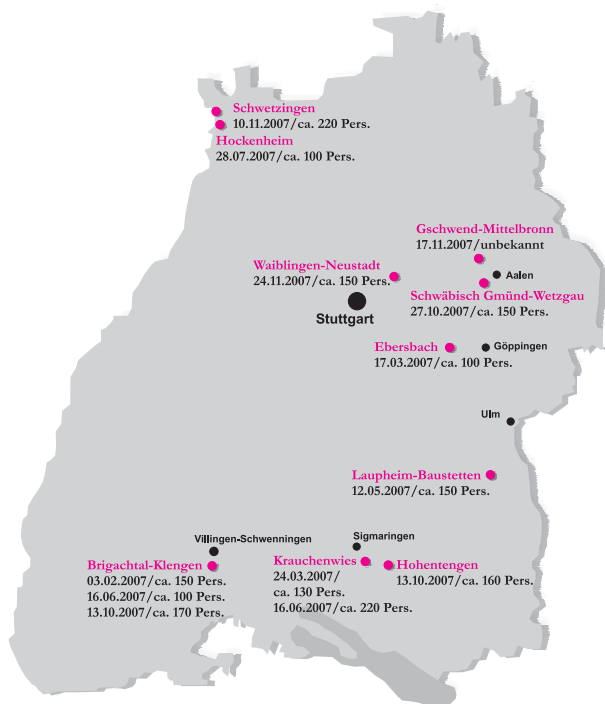 Schwetzingen
10.11.2007/ca. 220 Pers.
Hockenheim
28.07.2007/ca. 100 Pers.
Gschwend-Mittelbronn
17.11.2007/unbekannt
Waiblingen-Neustadt
24.11.2007/ca. 150 Pers.
Aalen
Schwäbisch Gmünd-Wetzgau
27.10.2007/ca. 150 Pers.
Stuttgart
Ebersbach
17.03.2007/ca. 100 Pers.
Göppingen
Ulm
Laupheim-Baustetten
12.05.2007/ca. 150 Pers.
Villingen-Schwenningen
Sigmaringen
Brigachtal-Klengen
03.02.2007/ca. 150 Pers.
16.06.2007/ca. 100 Pers.
13.10.2007/ca. 170 Pers.
Krauchenwies
24.03.2007/
ca. 130 Pers.
16.06.2007/ca. 220 Pers.
Hohentengen
13.10.2007/ca. 160 Pers.